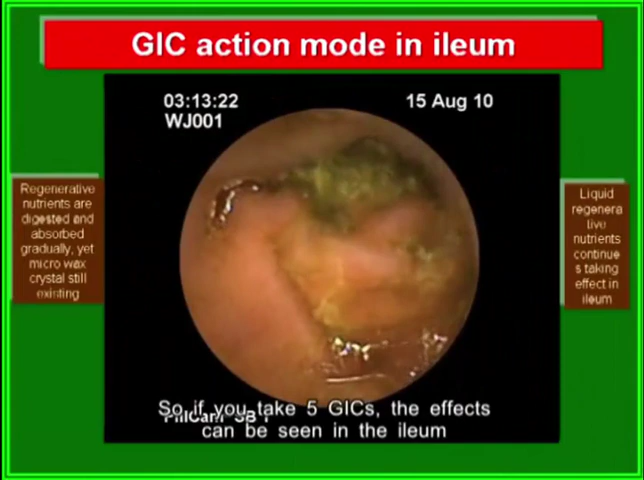 GIC action mode in ileum
03:13:22
15 Aug 10
WJ001
Regenerative
nutrients are
digested and
absorbed
gradually, yet
micro wax
crystal still
existing
Liquid
regenera
tive
nutrients
continue
s taking
effect in
ileum
So if you take 5 GICs, the effects
can be seen in the ileum
PillCam SB